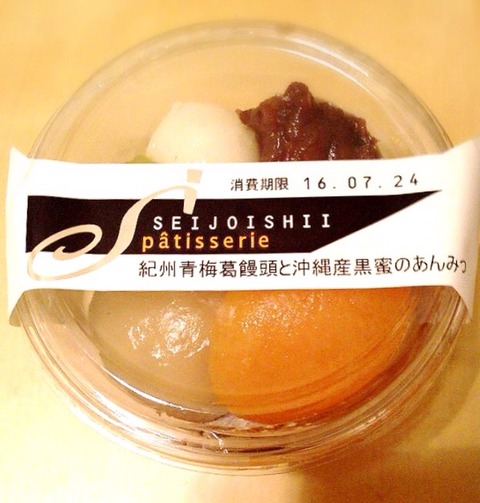 消費期限 16.07.24
SEIJOISHII
pâtisserie
紀州青梅葛饅頭と沖縄産黒蜜のあんみつ